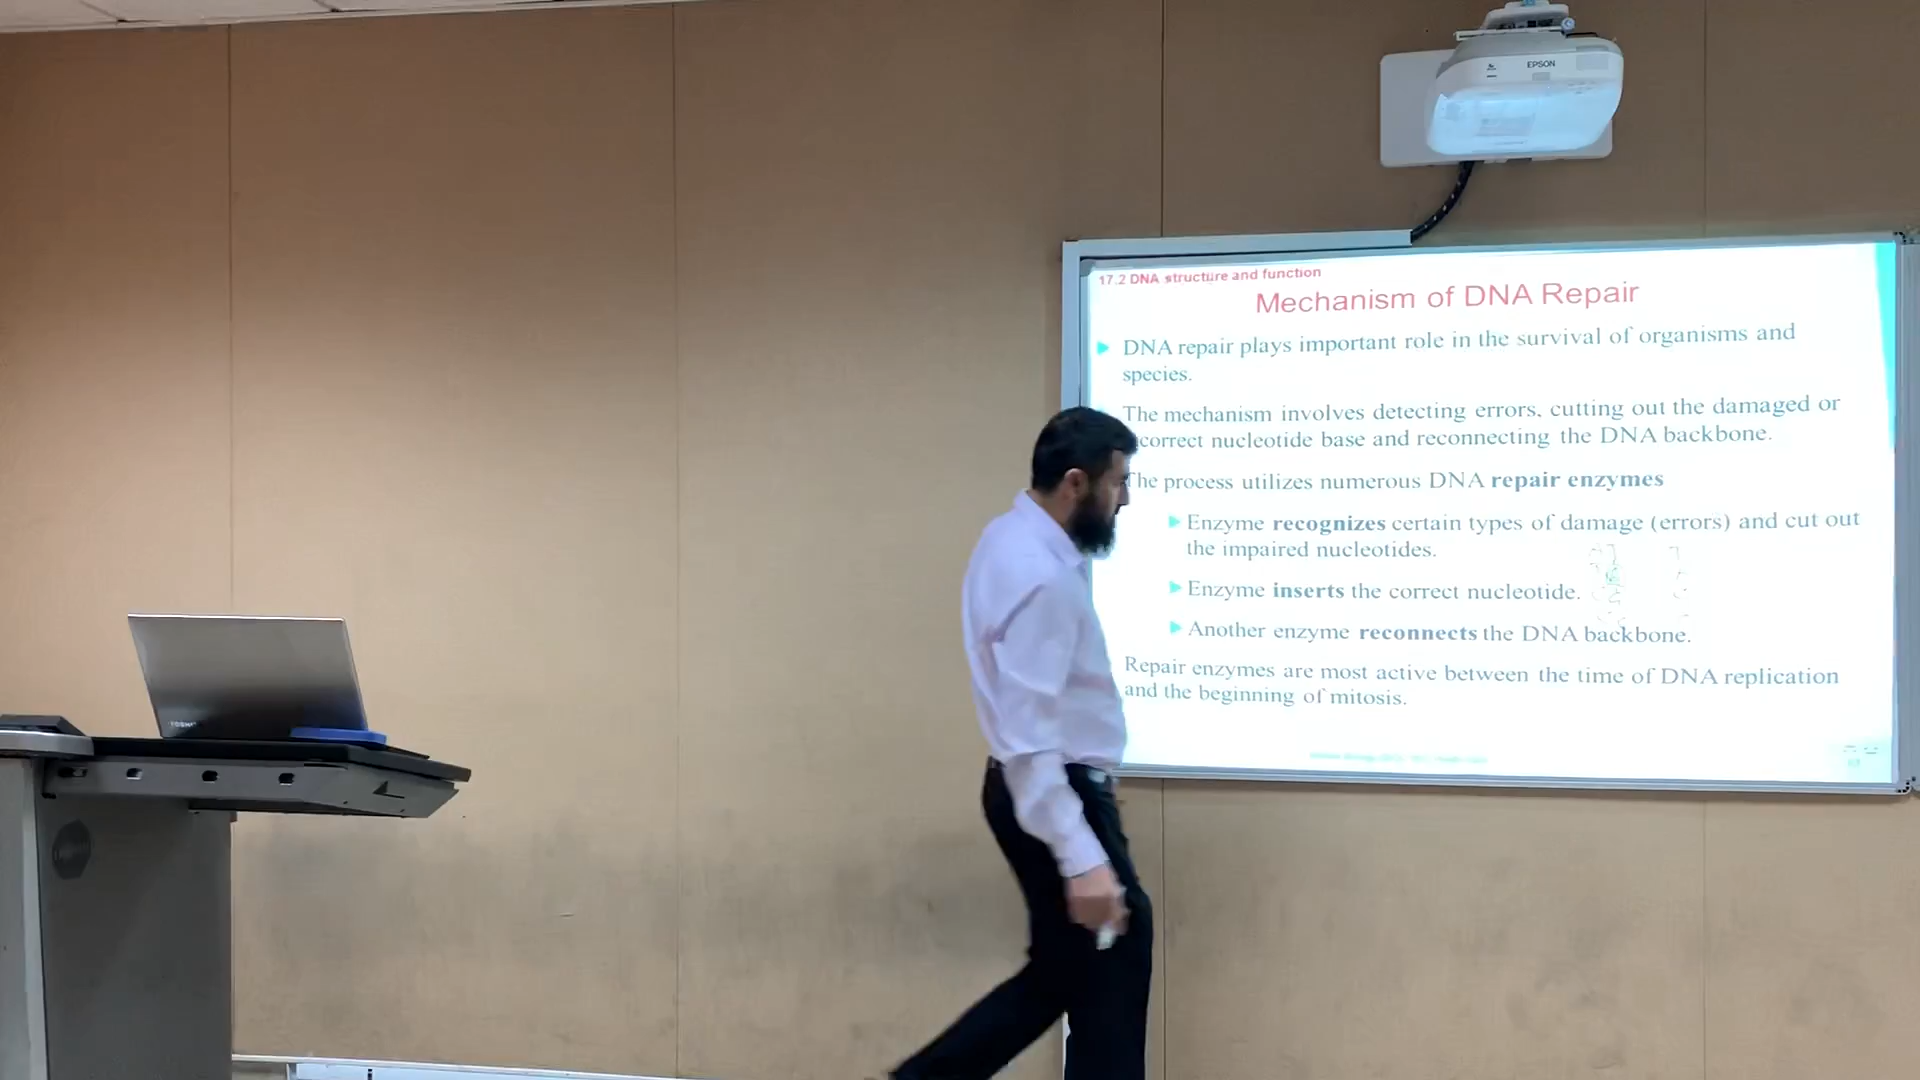 EPSON
17.2 DNA structure and function
Mechanism of DNA Repair
DNA repair plays important role in the survival of organisms and
species.
The mechanism involves detecting errors, cutting out the damaged or
correct nucleotide base and reconnecting the DNA backbone.
The process utilizes numerous DNA repair enzymes
Enzyme recognizes certain types of damage (errors) and cut out
the impaired nucleotides.
Enzyme inserts the correct nucleotide.
Another enzyme reconnects the DNA backbone.
Repair enzymes are most active between the time of DNA replication
and the beginning of mitosis.